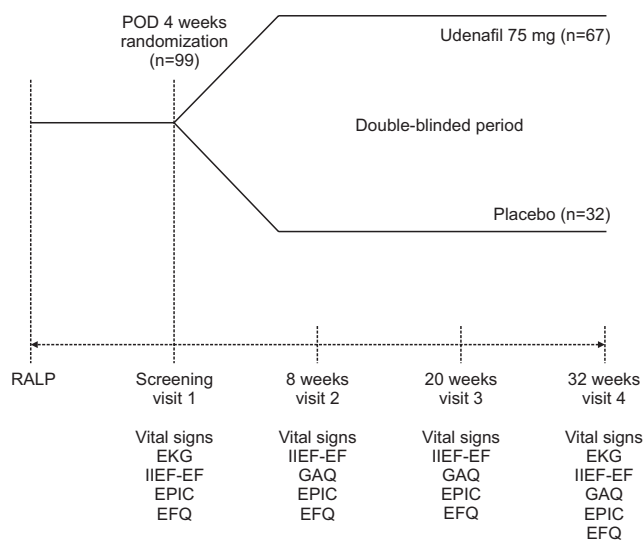 POD 4 weeks
randomization
(n=99)
Udenafil 75 mg (n=67)
Double-blinded period
Placebo (n=32)
RALP
Screening
visit 1
8 weeks
visit 2
20 weeks
visit 3
32 weeks
visit 4
Vital signs
EKG
IIEF-EF
EPIC
EFQ
Vital signs
IIEF-EF
GAQ
EPIC
EFQ
Vital signs
IIEF-EF
GAQ
EPIC
EFQ
Vital signs
EKG
IIEF-EF
GAQ
EPIC
EFQ